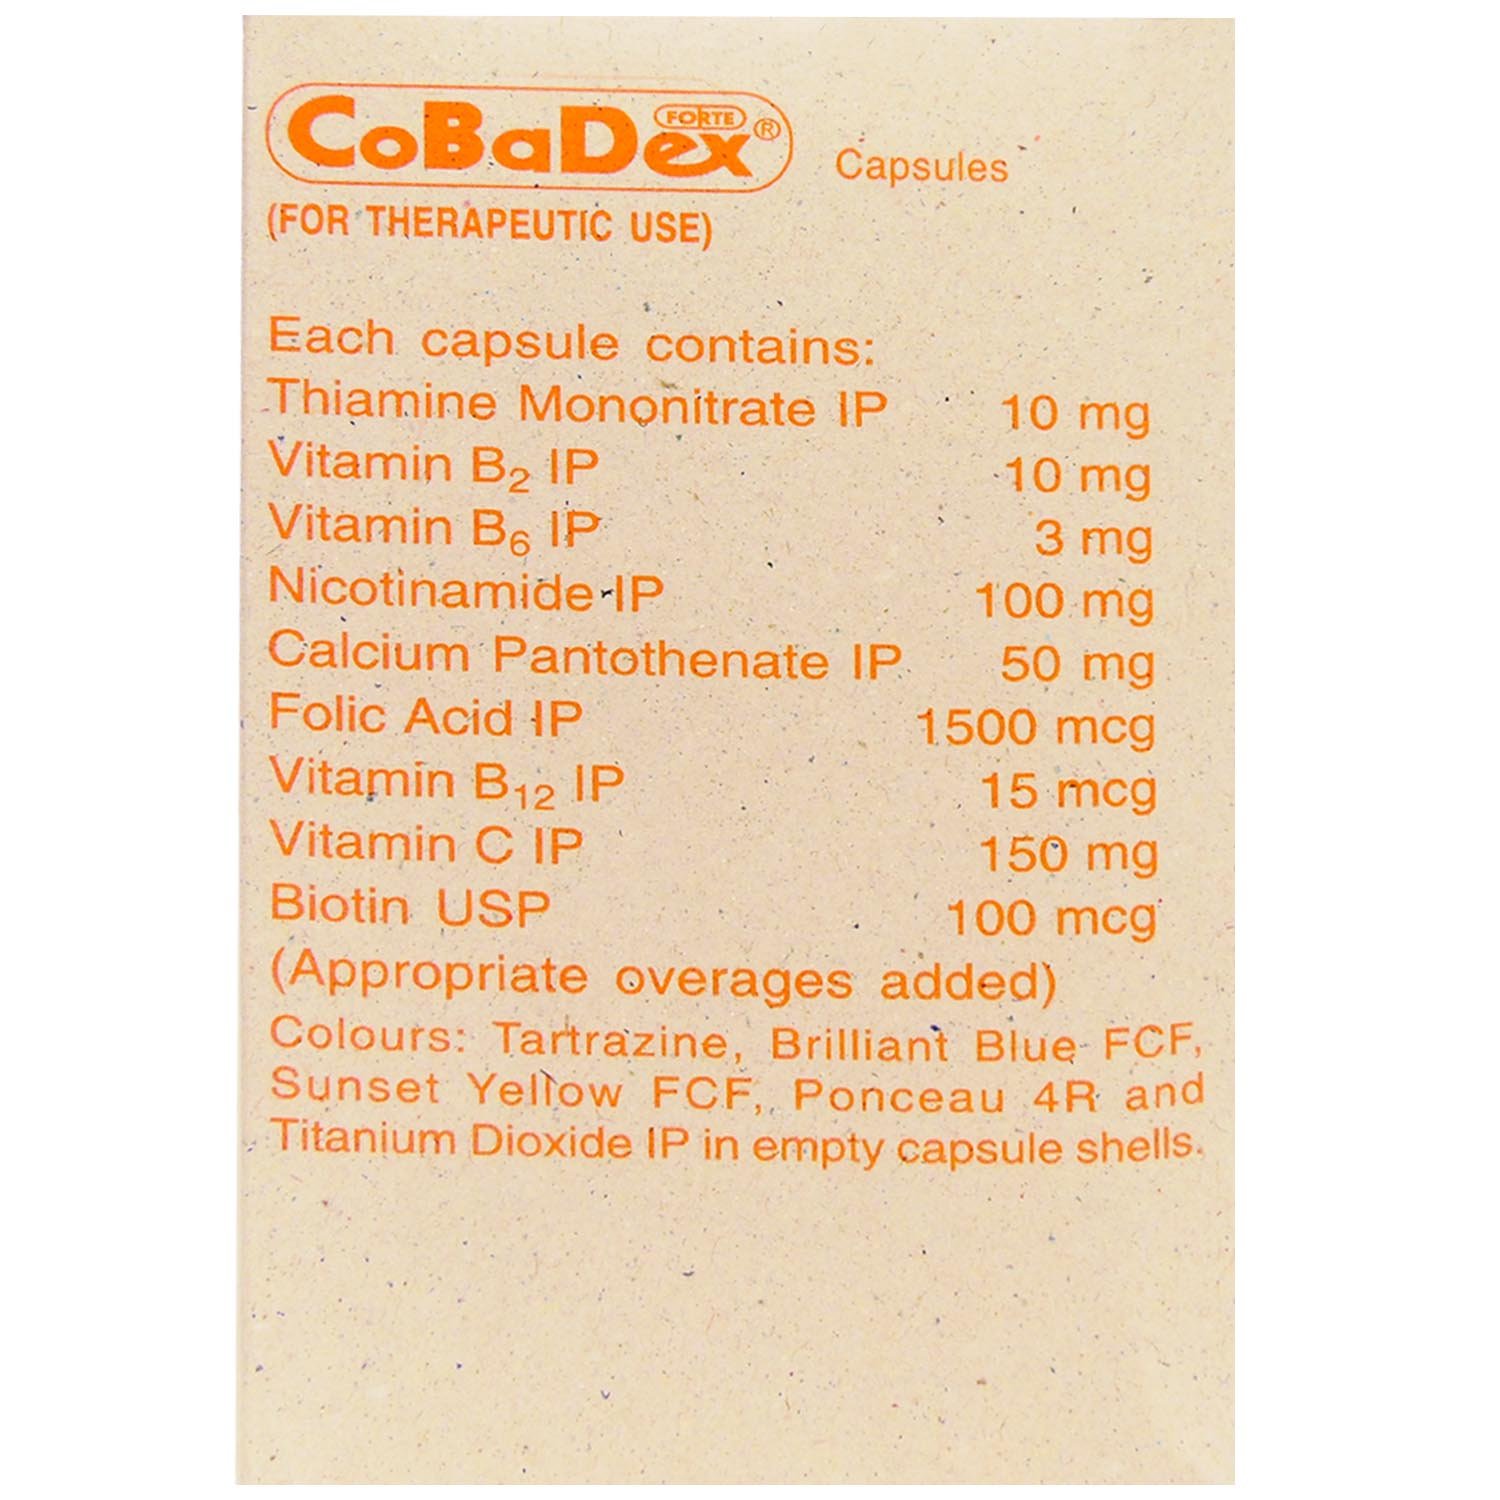 CoBaDex FORTE ® Capsules
(FOR THERAPEUTIC USE)
Each capsule contains:
Thiamine Mononitrate IP 10 mg
Vitamin B2 IP 10 mg
Vitamin B6 IP 3 mg
Nicotinamide IP 100 mg
Calcium Pantothenate IP 50 mg
Folic Acid IP 1500 mcg
Vitamin B12 IP 15 mcg
Vitamin C IP 150 mg
Biotin USP 100 mcg
(Appropriate overages added)
Colours: Tartrazine, Brilliant Blue FCF,
Sunset Yellow FCF, Ponceau 4R and
Titanium Dioxide IP in empty capsule shells.